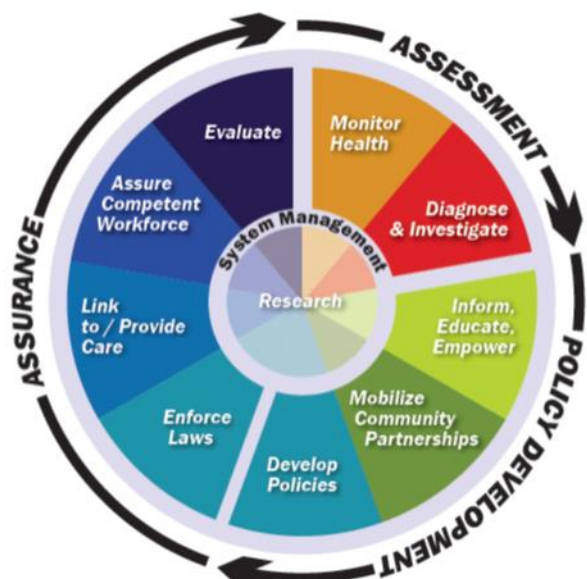 ASSESSMENT
Monitor
Health
Diagnose
& Investigate
POLICY DEVELOPMENT
Inform,
Educate,
Empower
Mobilize
Community
Partnerships
Develop
Policies
ASSURANCE
Enforce
Laws
Link
to / Provide
Care
Assure
Competent
Workforce
Evaluate
System Management
Research